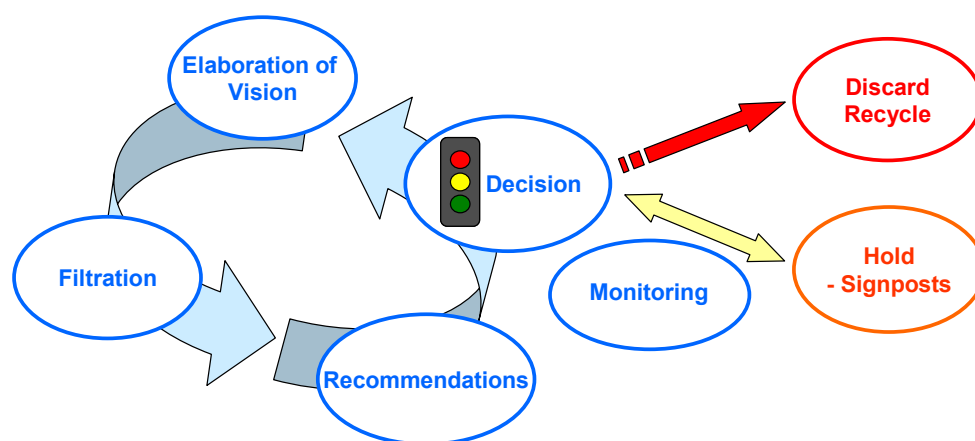 Elaboration of
Vision
Discard
Recycle
Decision
Filtration
Monitoring
Hold
- Signposts
Recommendations